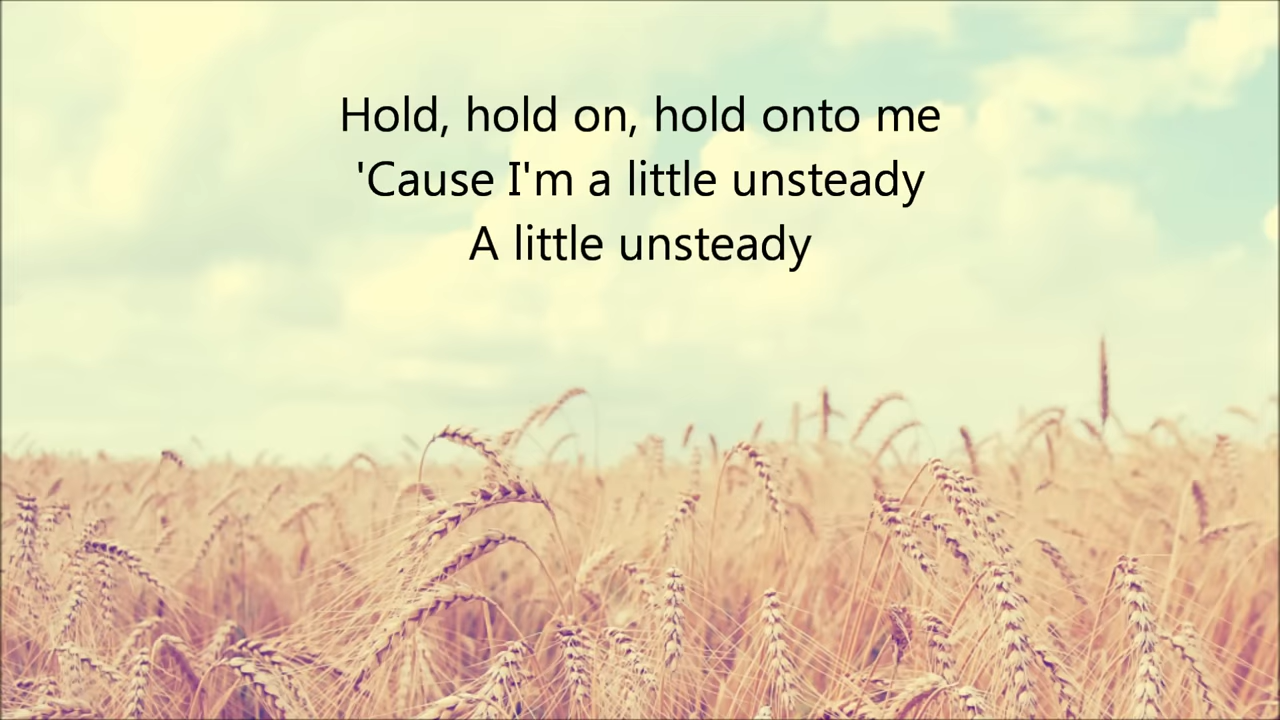 Hold, hold on, hold onto me
'Cause I'm a little unsteady
A little unsteady